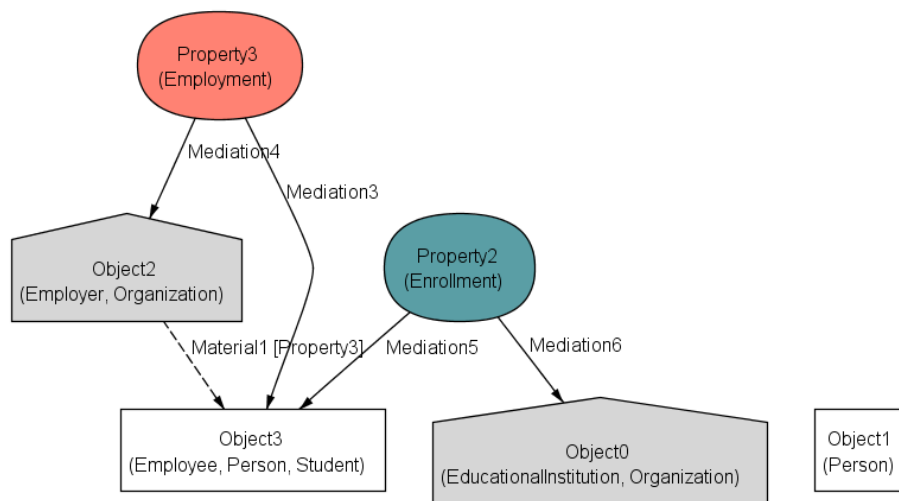 Property3
(Employment)
Mediation4
Mediation3
Object2
(Employer, Organization)
Property2
(Enrollment)
Material1 [Property3]
Mediation5
Mediation6
Object3
(Employee, Person, Student)
Object0
(EducationalInstitution, Organization)
Object1
(Person)